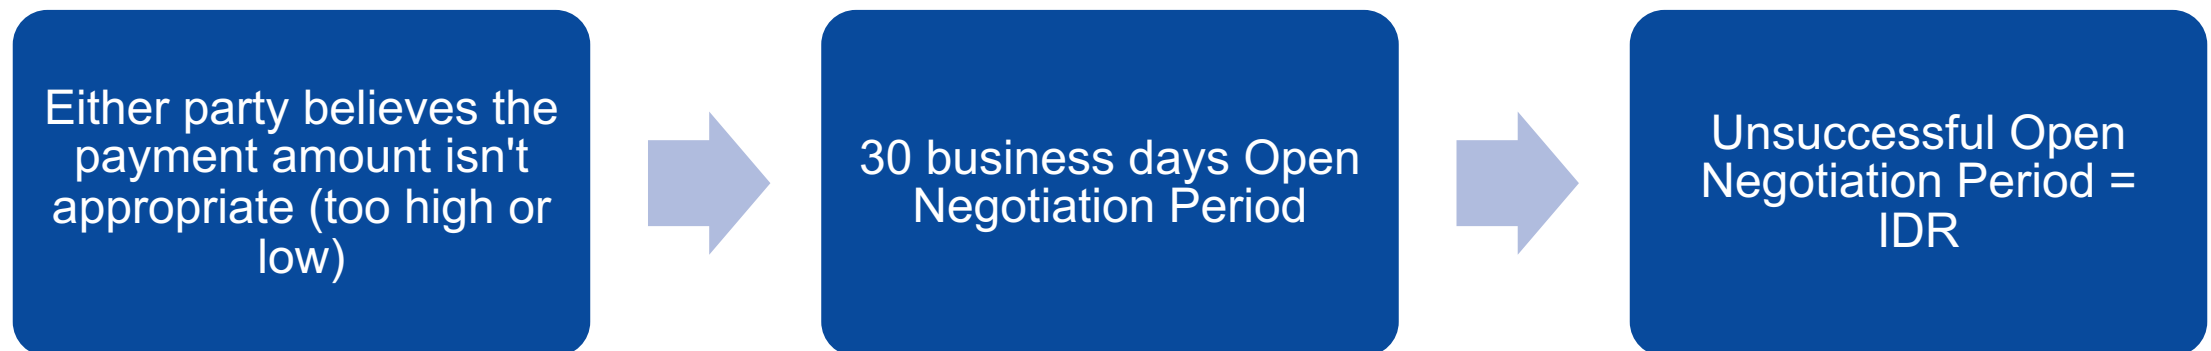 Either party believes the
payment amount isn't
appropriate (too high or
low)
30 business days Open
Negotiation Period
Unsuccessful Open
Negotiation Period =
IDR